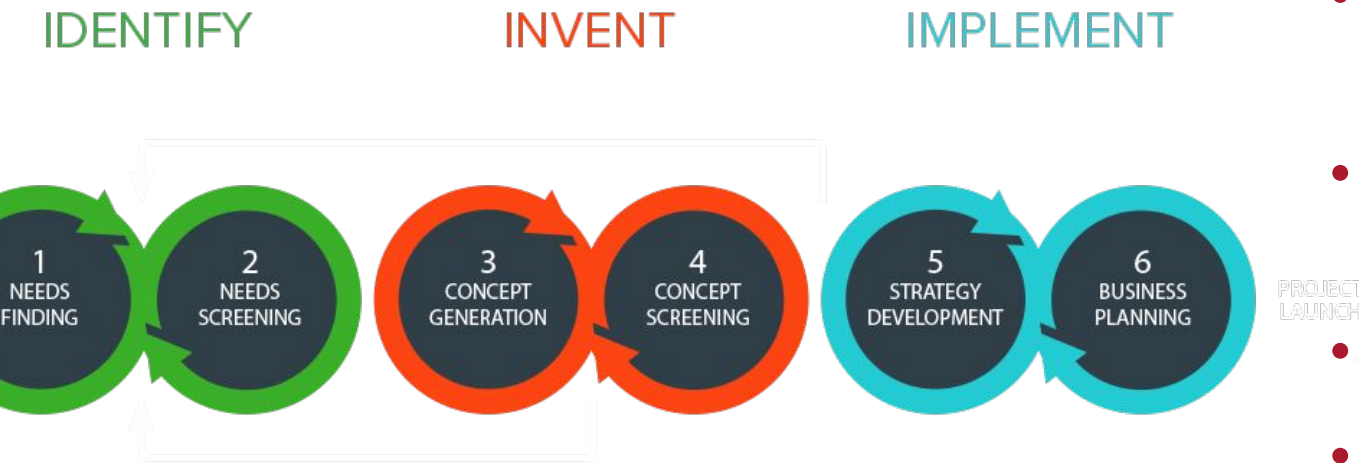 IDENTIFY
INVENT
IMPLEMENT
1
NEEDS
FINDING
2
NEEDS
SCREENING
3
CONCEPT
GENERATION
4
CONCEPT
SCREENING
5
STRATEGY
DEVELOPMENT
6
BUSINESS
PLANNING
PROJECT
LAUNCH